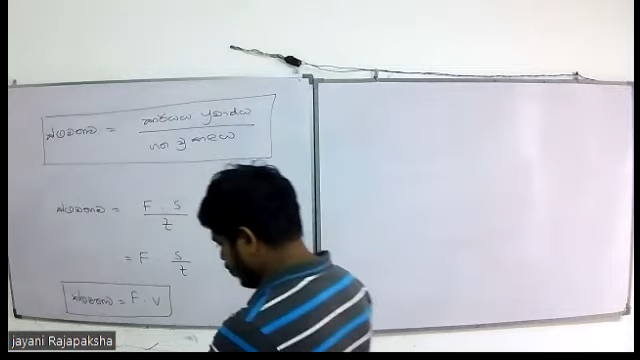 ක්ෂමතාව = කාර්යය ප්‍රමාණය / ගත වූ කාලය
ක්ෂමතාව = F . s / t
= F . s / t
ක්ෂමතාව = F . v
jayani Rajapaksha